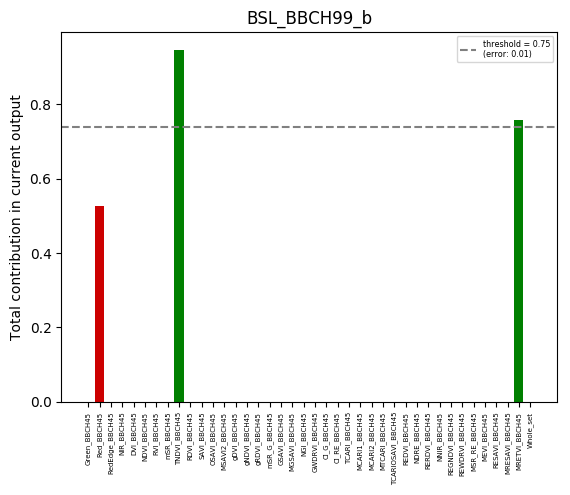 BSL_BBCH99_b
threshold = 0.75
(error: 0.01)
Total contribution in current output
0.8
0.6
0.4
0.2
0.0
Green_BBCH45
Red_BBCH45
RedEdge_BBCH45
NIR_BBCH45
DVI_BBCH45
NDVI_BBCH45
RVI_BBCH45
mSR_BBCH45
TNDVI_BBCH45
RDVI_BBCH45
SAVI_BBCH45
OSAVI_BBCH45
MSAVI2_BBCH45
gDVI_BBCH45
gNDVI_BBCH45
gRDVI_BBCH45
mSR_G_BBCH45
GSAVI_BBCH45
MGSAVI_BBCH45
NGI_BBCH45
GWDRVI_BBCH45
CI_G_BBCH45
CI_RE_BBCH45
TCARI_BBCH45
MCARI1_BBCH45
MCARI2_BBCH45
MTCARI_BBCH45
TCARIOSAVI_BBCH45
REDVI_BBCH45
NDRE_BBCH45
RERDVI_BBCH45
NNIR_BBCH45
REGNDVI_BBCH45
REWDRVI_BBCH45
MSR_RE_BBCH45
MEVI_BBCH45
RESAVI_BBCH45
MRESAVI_BBCH45
MRETVI_BBCH45
whole_set